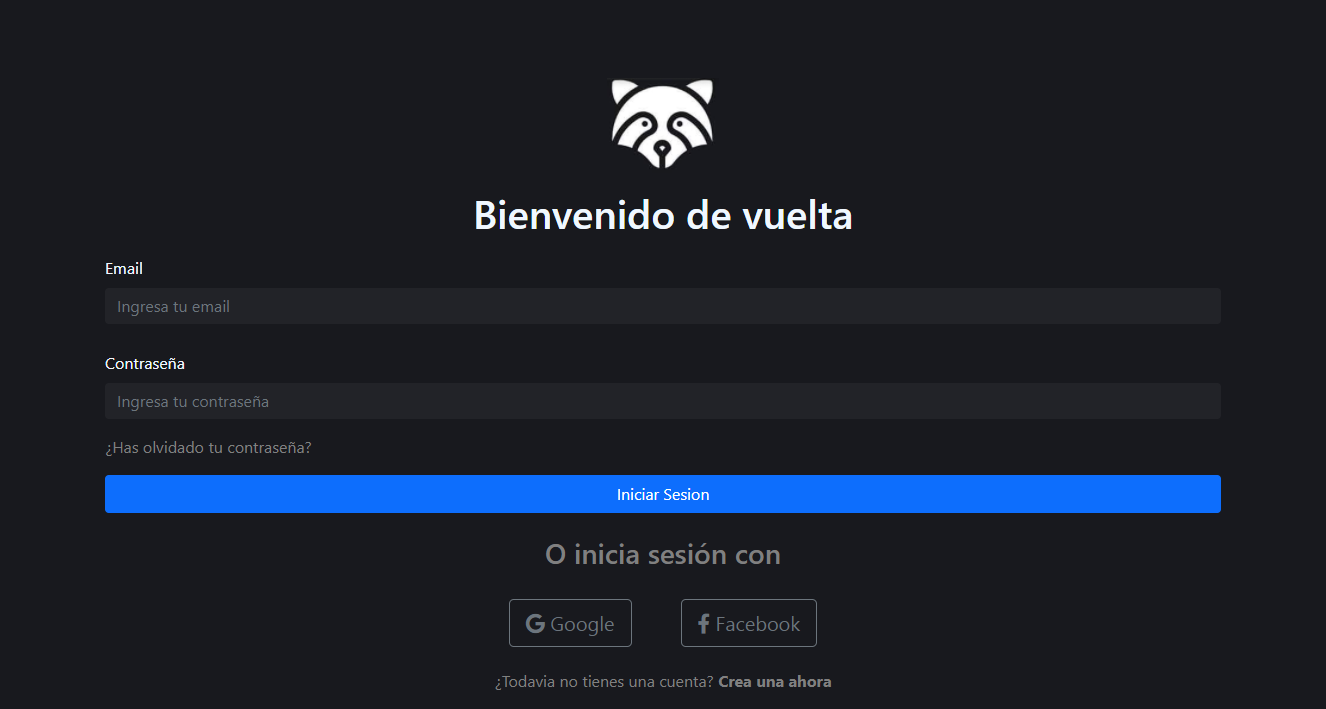 Bienvenido de vuelta
Email
Ingresa tu email
Contraseña
Ingresa tu contraseña
¿Has olvidado tu contraseña?
Iniciar Sesion
O inicia sesión con
Google
Facebook
¿Todavia no tienes una cuenta? Crea una ahora